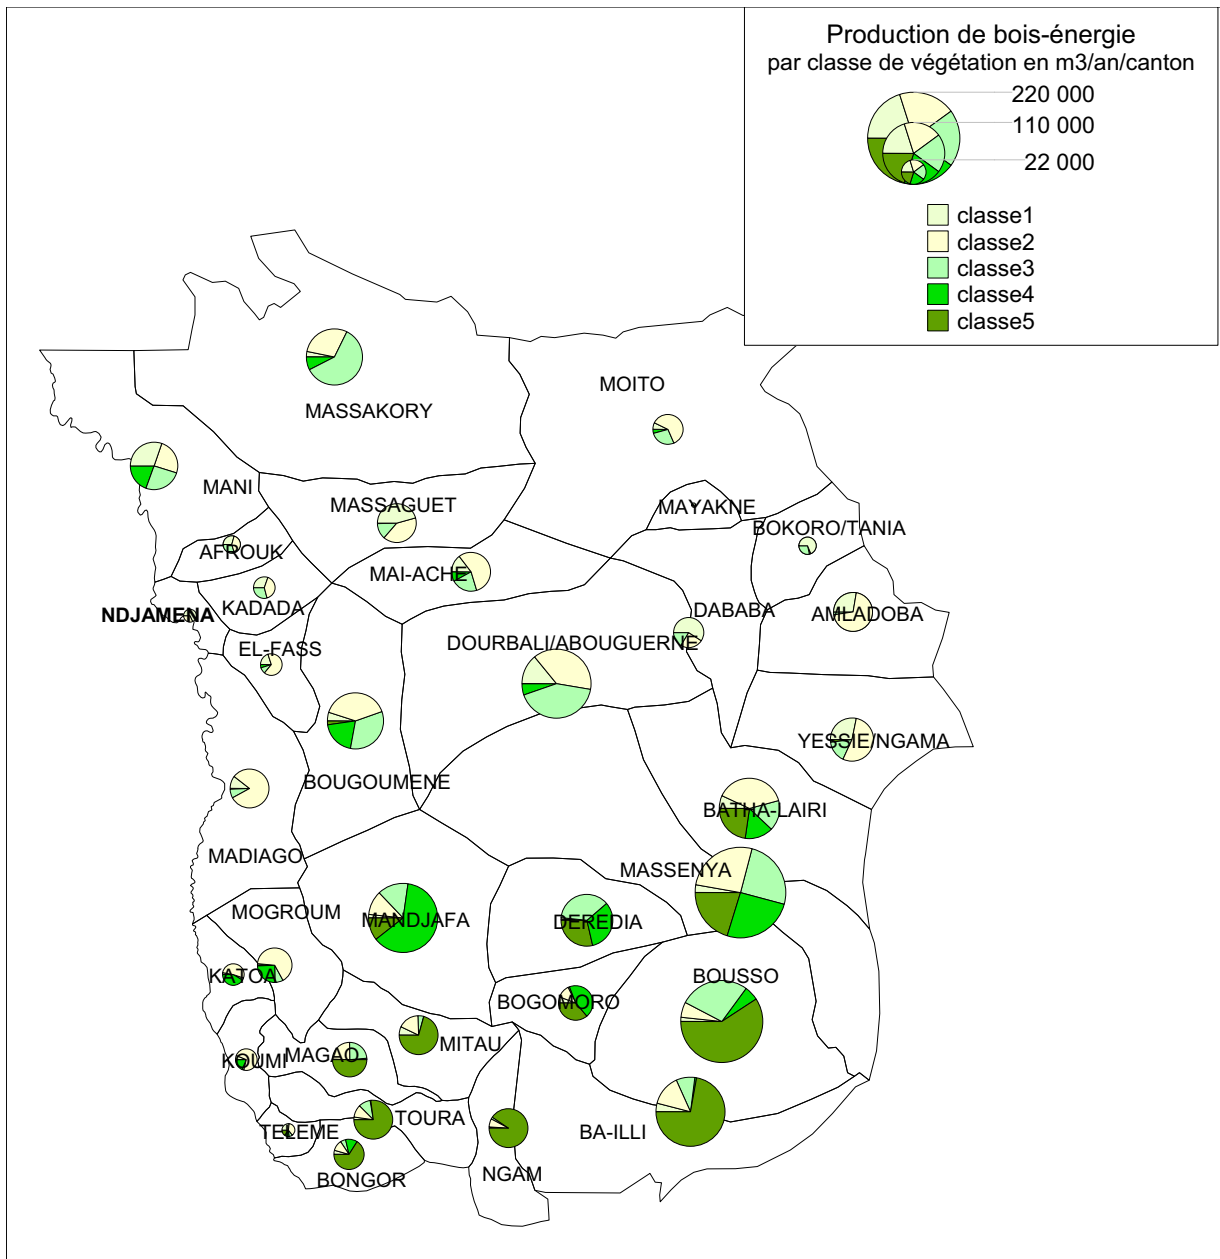 Production de bois-énergie
par classe de végétation en m3/an/canton
220 000
110 000
22 000
classe1
classe2
classe3
classe4
classe5
MOITO
MASSAKORY
MANI
MASSAGUET
MAYAKNE
BOKORO/TANIA
AFROUK
MAI-ACHE
KADADA
NDJAMENA
DABABA
AMLADOBA
EL-FASS
DOURBALI/ABOUGUERNE
YESSIE/NGAMA
BOUGOUMENE
BATHA-LAIRI
MADIAGO
MASSENYA
MOGROUM
MANDJAFA
DEREDIA
KATOA
BOUSSO
BOGOMORO
MITAU
KOUMI
MAGAO
TOURA
TELEME
BA-ILLI
BONGOR
NGAM